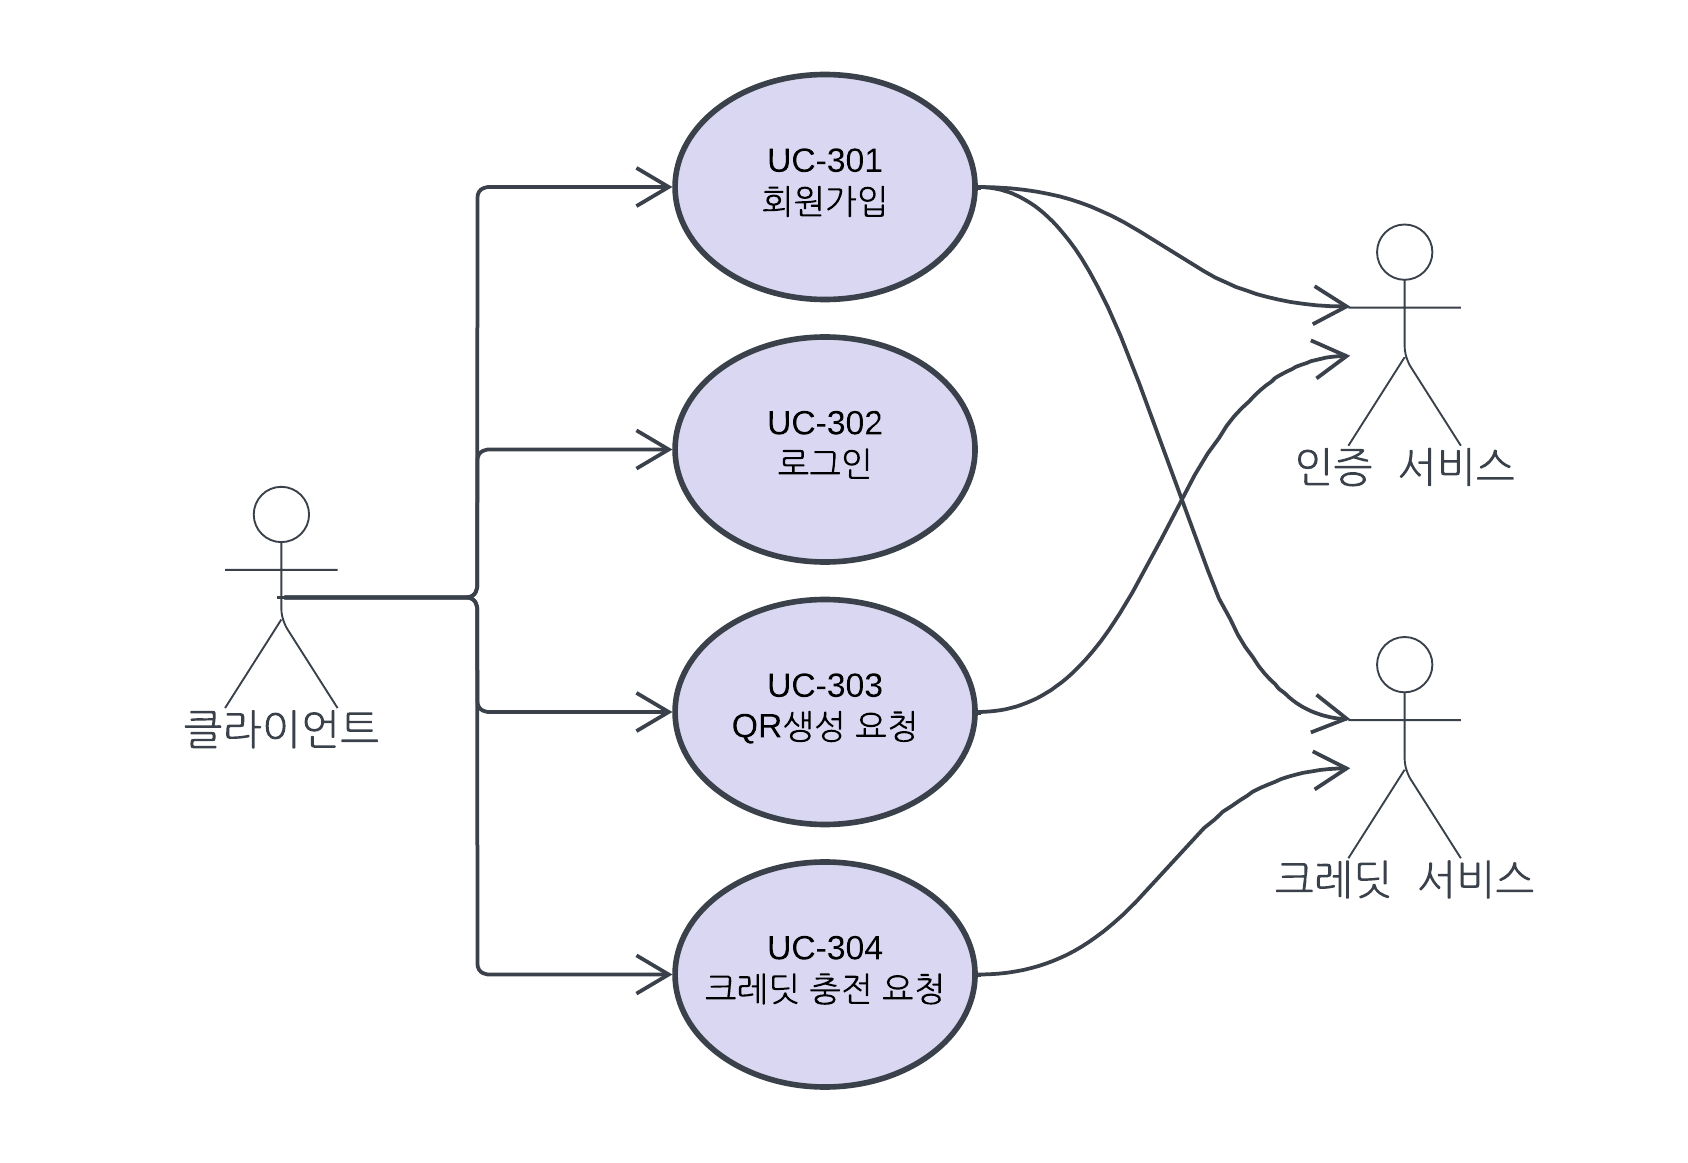 UC-301
회원가입
UC-302
로그인
UC-303
QR생성 요청
UC-304
크레딧 충전 요청
클라이언트
인증 서비스
크레딧 서비스